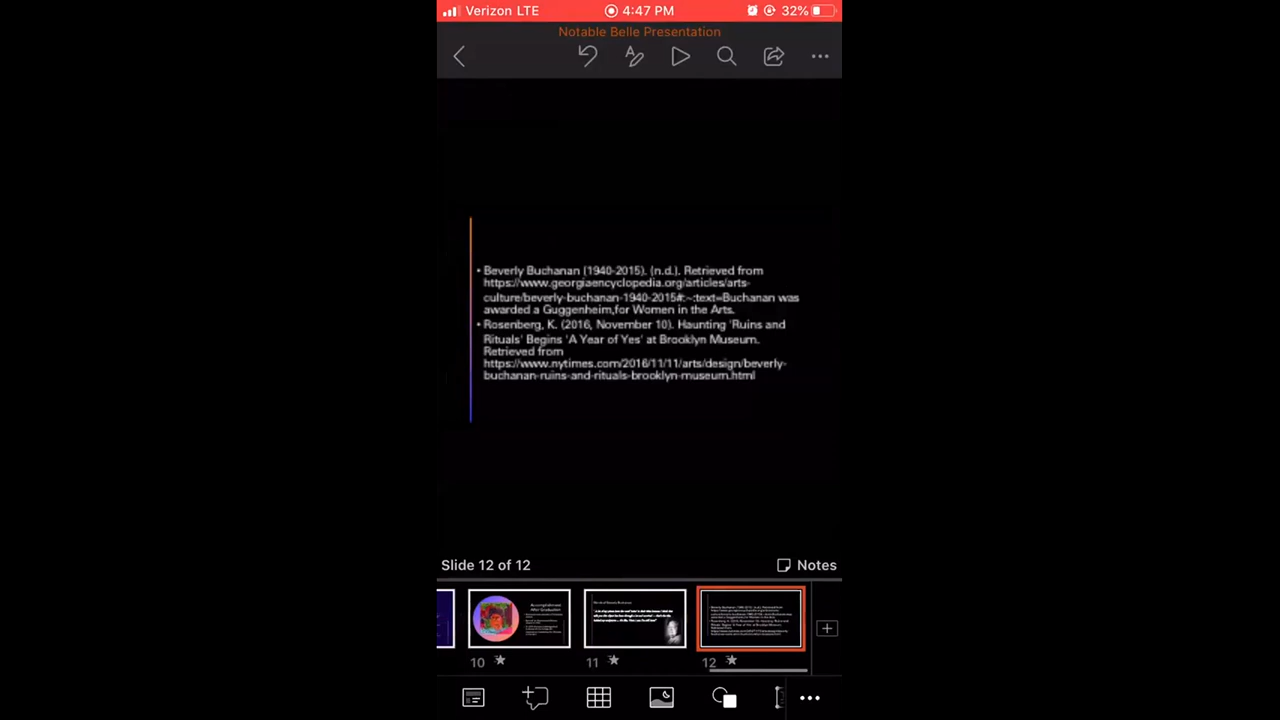 Verizon LTE 4:47 PM 32%
Notable Belle Presentation
• Beverly Buchanan (1940-2015). (n.d.). Retrieved from
https://www.georgiaencyclopedia.org/articles/arts-
culture/beverly-buchanan-1940-2015#:~:text=Buchanan was
awarded a Guggenheim,for Women in the Arts.
• Rosenberg, K. (2016, November 10). Haunting 'Ruins and
Rituals' Begins 'A Year of Yes' at Brooklyn Museum.
Retrieved from
https://www.nytimes.com/2016/11/11/arts/design/beverly-
buchanan-ruins-and-rituals-brooklyn-museum.html
Slide 12 of 12
Notes
Accomplishments
After Graduation
10
11
12